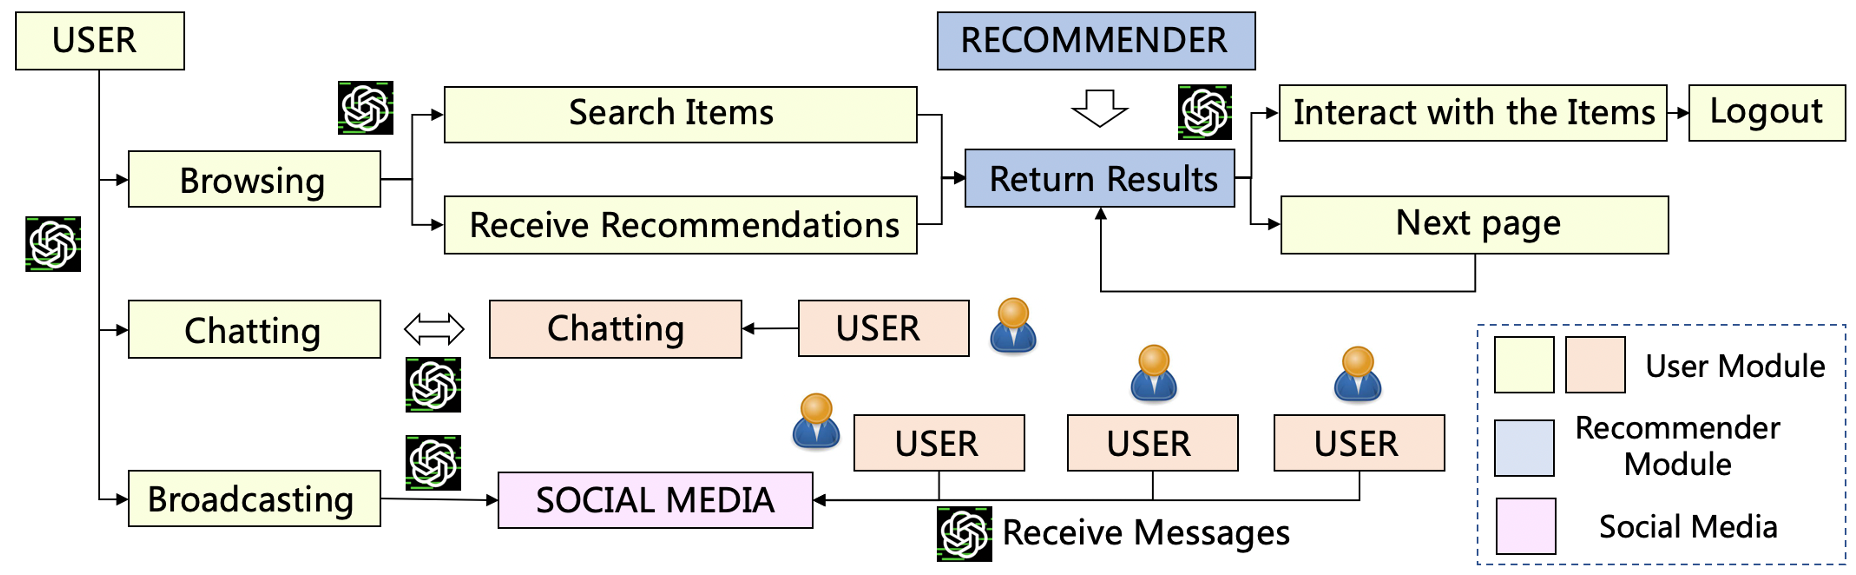 USER
RECOMMENDER
Search Items
Interact with the Items
Logout
Browsing
Return Results
Receive Recommendations
Next page
Chatting
Chatting
USER
User Module
USER
USER
USER
Recommender
Module
Broadcasting
SOCIAL MEDIA
Receive Messages
Social Media